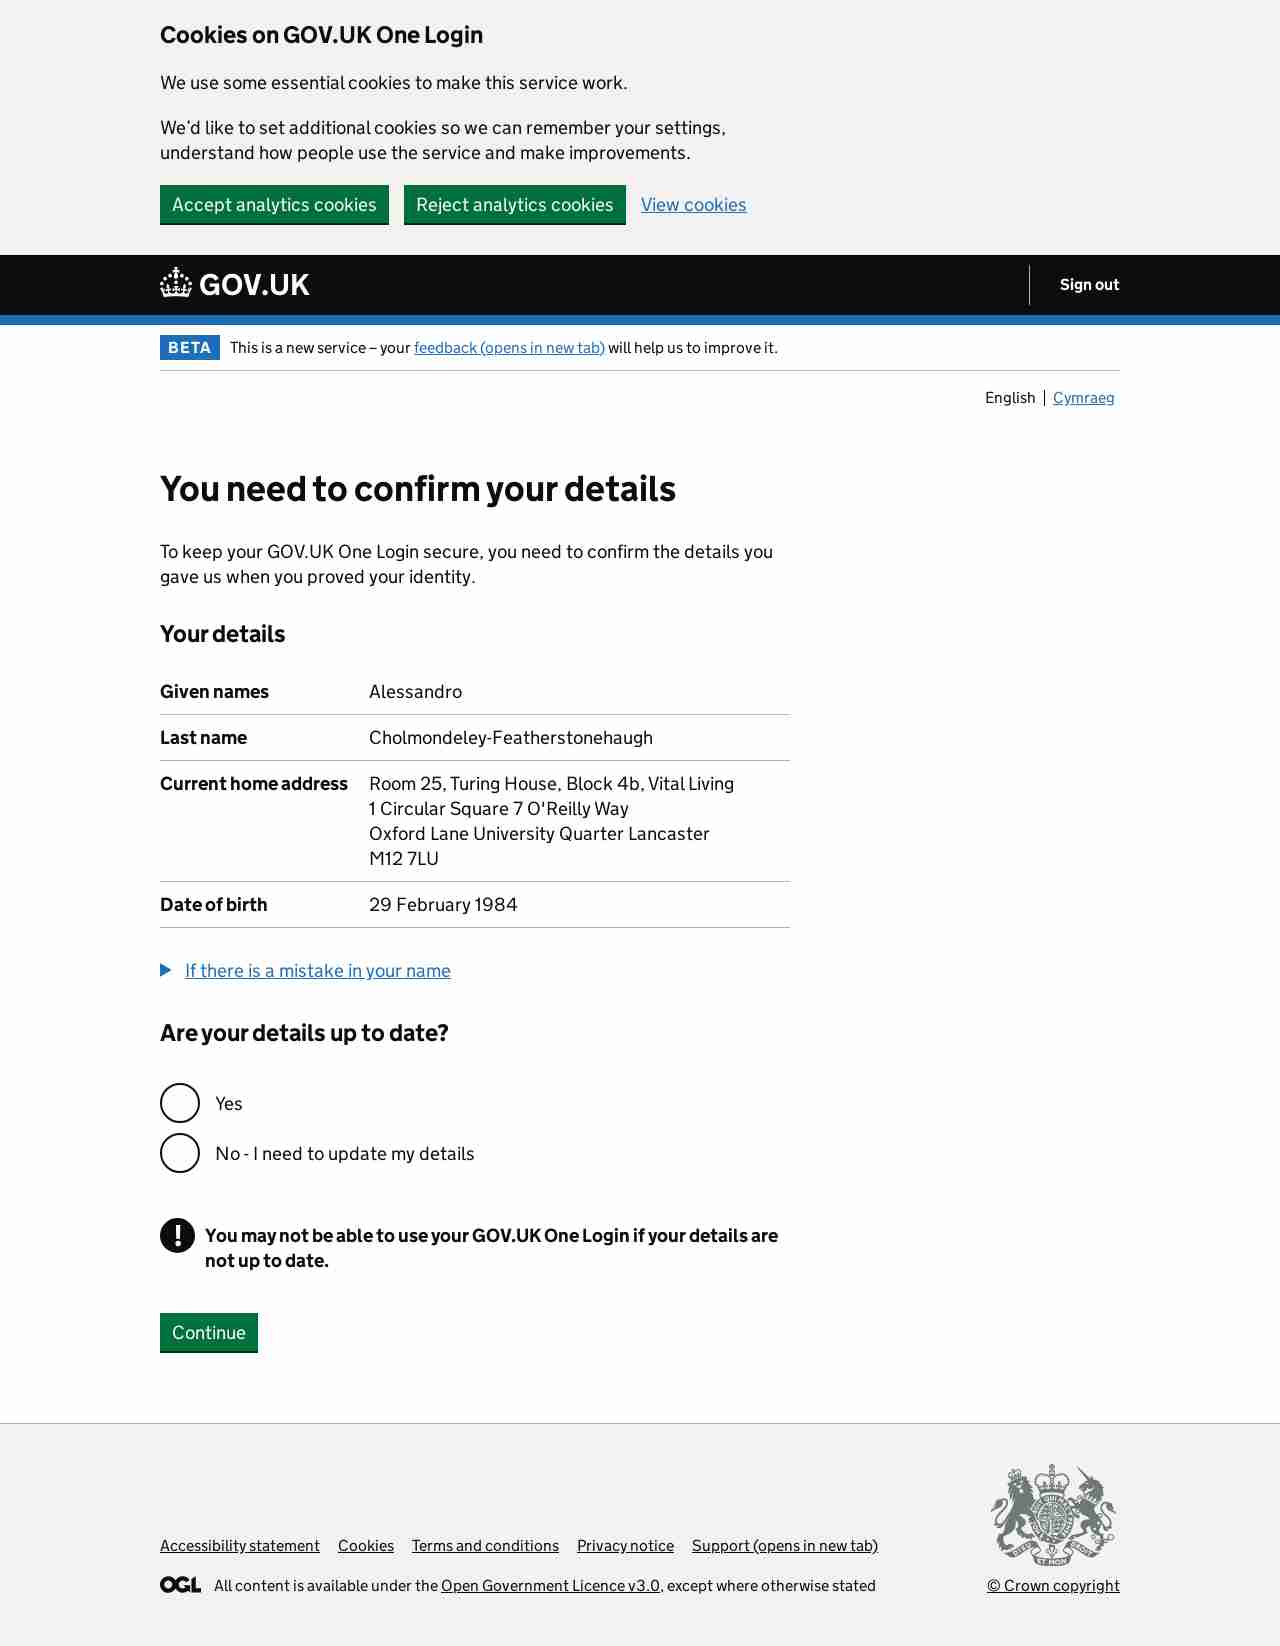 Cookies on GOV.UK One Login
We use some essential cookies to make this service work.
We'd like to set additional cookies so we can remember your settings,
understand how people use the service and make improvements.
Accept analytics cookies Reject analytics cookies View cookies
GOV.UK Sign out
BETA This is a new service – your feedback (opens in new tab) will help us to improve it.
English Cymraeg
You need to confirm your details
To keep your GOV.UK One Login secure, you need to confirm the details you
gave us when you proved your identity.
Your details
Given names Alessandro
Last name Cholmondeley-Featherstonehaugh
Current home address Room 25, Turing House, Block 4b, Vital Living
1 Circular Square 7 O'Reilly Way
Oxford Lane University Quarter Lancaster
M12 7LU
Date of birth 29 February 1984
If there is a mistake in your name
Are your details up to date?
Yes
No - I need to update my details
! You may not be able to use your GOV.UK One Login if your details are
not up to date.
Continue
Accessibility statement Cookies Terms and conditions Privacy notice Support (opens in new tab)
OGL All content is available under the Open Government Licence v3.0, except where otherwise stated
© Crown copyright